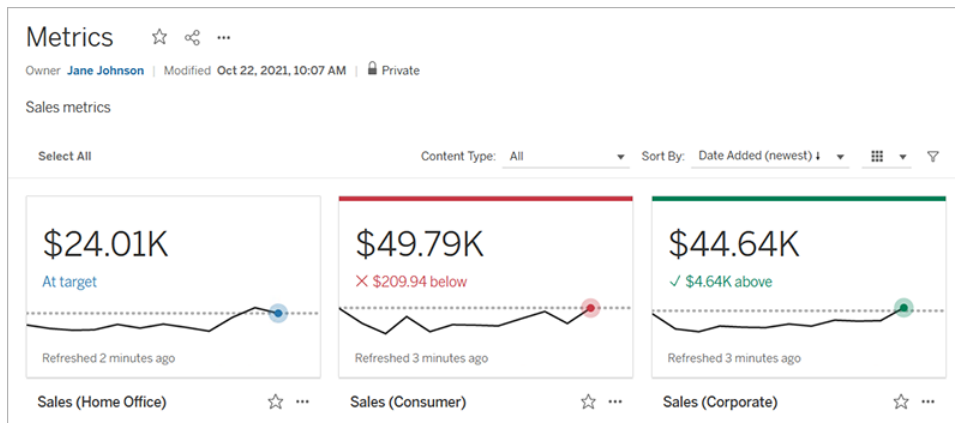 Metrics
Owner Jane Johnson | Modified Oct 22, 2021, 10:07 AM | Private
Sales metrics
Select All Content Type: All Sort By: Date Added (newest) ↓
$24.01K $49.79K $44.64K
At target × $209.94 below ✓ $4.64K above
Refreshed 2 minutes ago Refreshed 3 minutes ago Refreshed 3 minutes ago
Sales (Home Office) Sales (Consumer) Sales (Corporate)